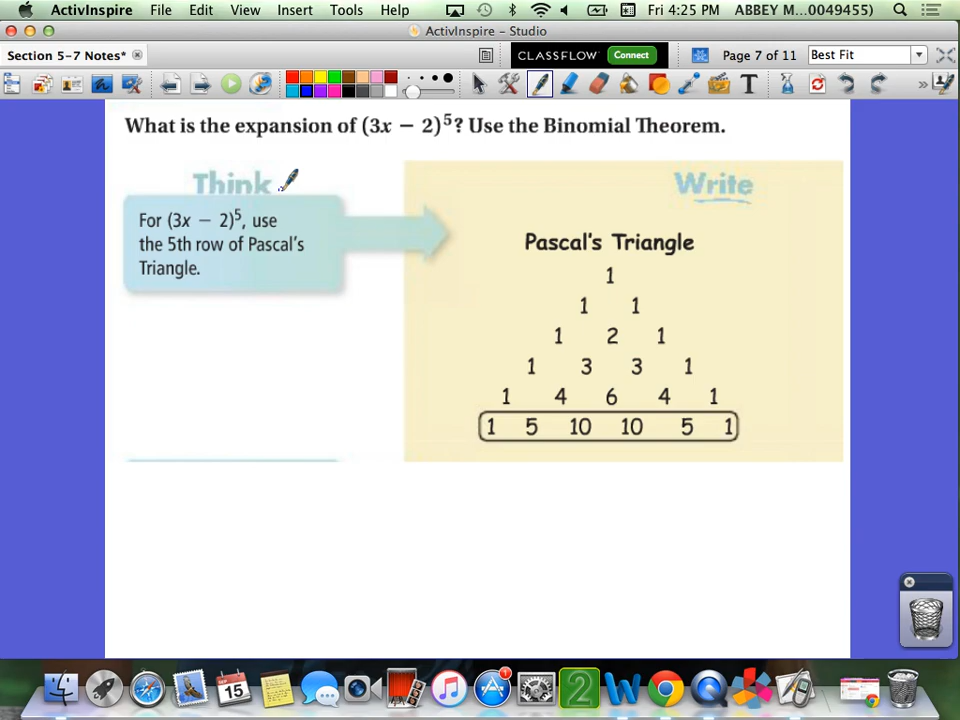 ActivInspire File Edit View Insert Tools Help Fri 4:25 PM ABBEY M...0049455)
ActivInspire – Studio
Section 5-7 Notes* CLASSFLOW Connect Page 7 of 11 Best Fit
T »
What is the expansion of (3x − 2)⁵? Use the Binomial Theorem.
Think
For (3x − 2)⁵, use
the 5th row of Pascal's
Triangle.
Write
Pascal's Triangle
1
1 1
1 2 1
1 3 3 1
1 4 6 4 1
1 5 10 10 5 1
SEP 15 1 2 W